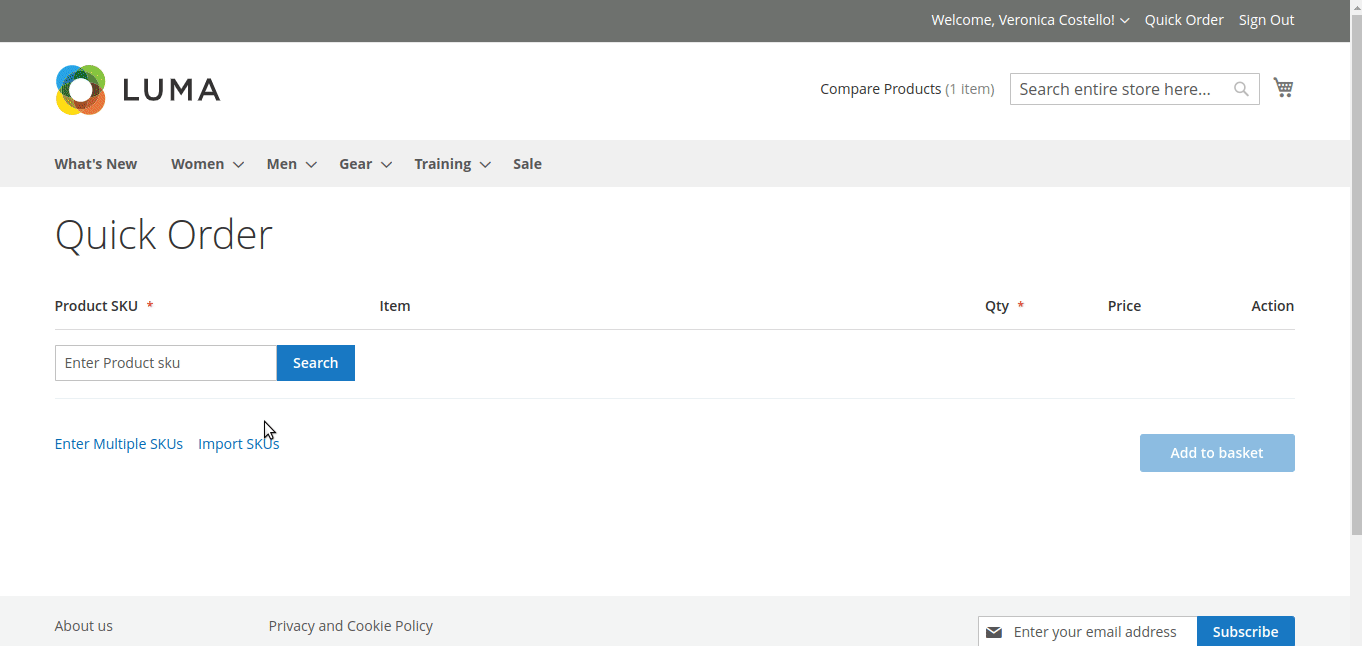 Welcome, Veronica Costello! Quick Order Sign Out
LUMA
Compare Products (1 item) Search entire store here...
What's New Women Men Gear Training Sale
Quick Order
Product SKU * Item Qty * Price Action
Enter Product sku Search
Enter Multiple SKUs Import SKUs
Add to basket
About us Privacy and Cookie Policy
Enter your email address Subscribe